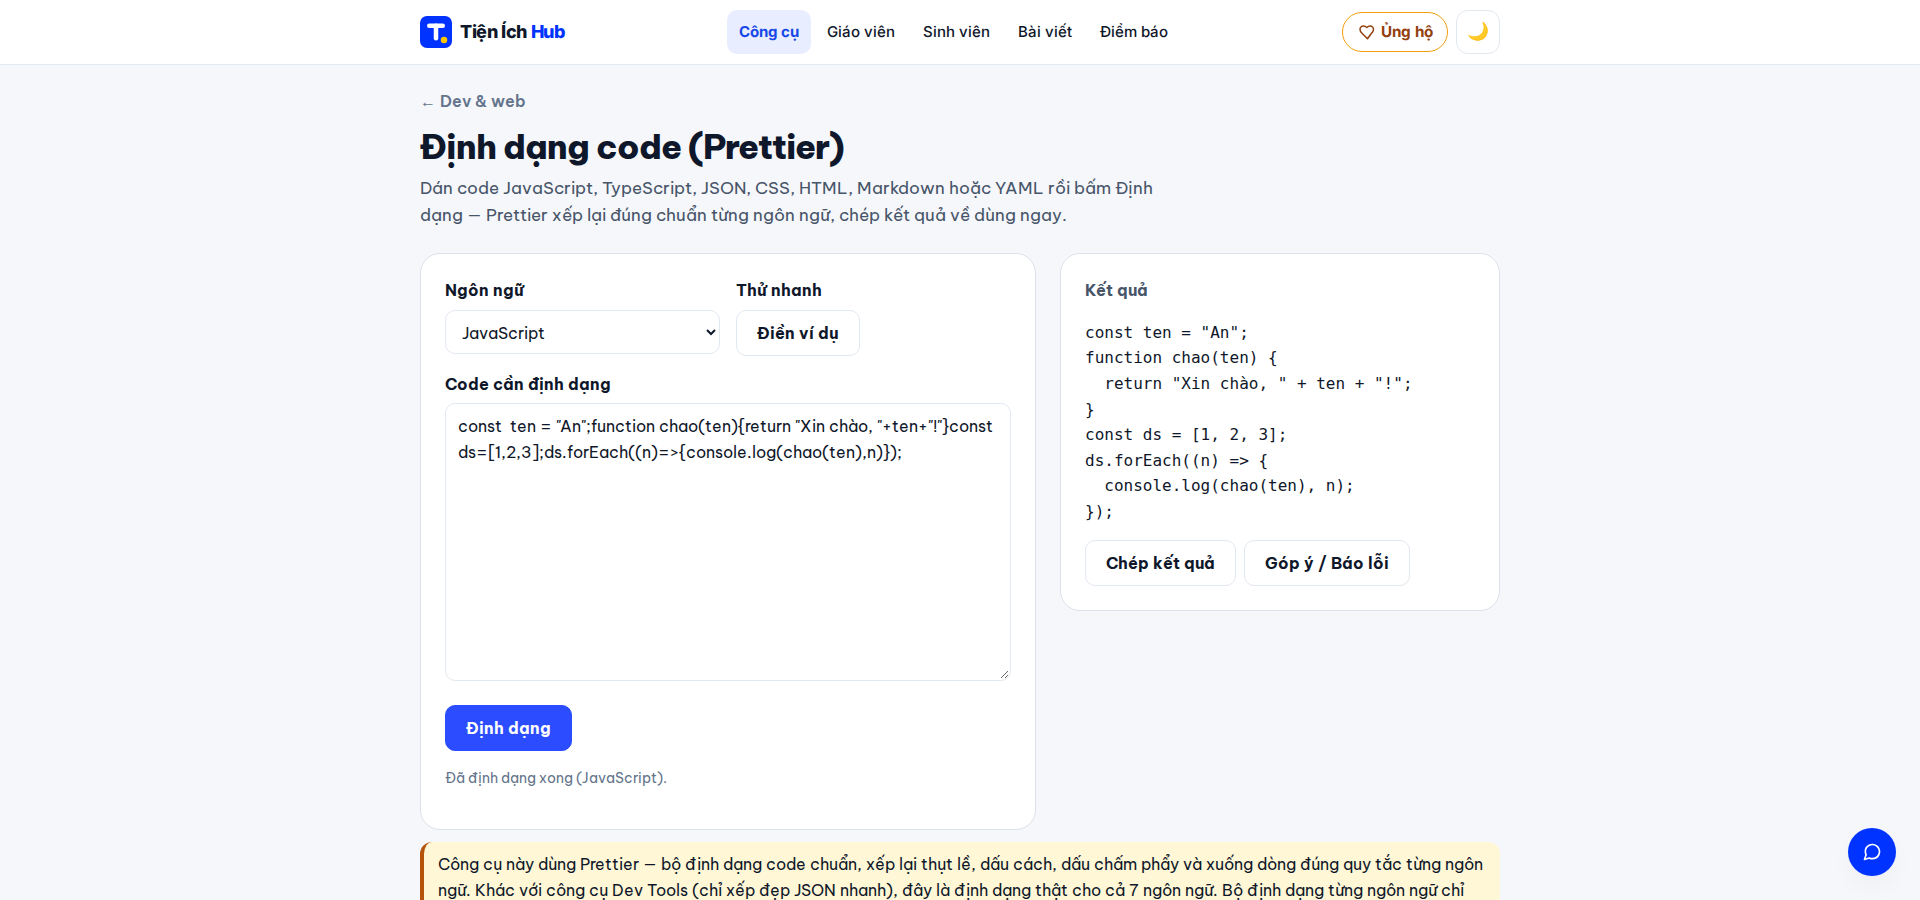 Tiện Ích Hub
Công cụ
Giáo viên
Sinh viên
Bài viết
Điểm báo
Ủng hộ
← Dev & web
Định dạng code (Prettier)
Dán code JavaScript, TypeScript, JSON, CSS, HTML, Markdown hoặc YAML rồi bấm Định
dạng — Prettier xếp lại đúng chuẩn từng ngôn ngữ, chép kết quả về dùng ngay.
Ngôn ngữ
Thử nhanh
JavaScript
Điền ví dụ
Code cần định dạng
const  ten = "An";function chao(ten){return "Xin chào, "+ten+"!"}const
ds=[1,2,3];ds.forEach((n)=>{console.log(chao(ten),n)});
Định dạng
Đã định dạng xong (JavaScript).
Kết quả
const ten = "An";
function chao(ten) {
  return "Xin chào, " + ten + "!";
}
const ds = [1, 2, 3];
ds.forEach((n) => {
  console.log(chao(ten), n);
});
Chép kết quả
Góp ý / Báo lỗi
Công cụ này dùng Prettier — bộ định dạng code chuẩn, xếp lại thụt lề, dấu cách, dấu chấm phẩy và xuống dòng đúng quy tắc từng ngôn
ngữ. Khác với công cụ Dev Tools (chỉ xếp đẹp JSON nhanh), đây là định dạng thật cho cả 7 ngôn ngữ. Bộ định dạng từng ngôn ngữ chỉ